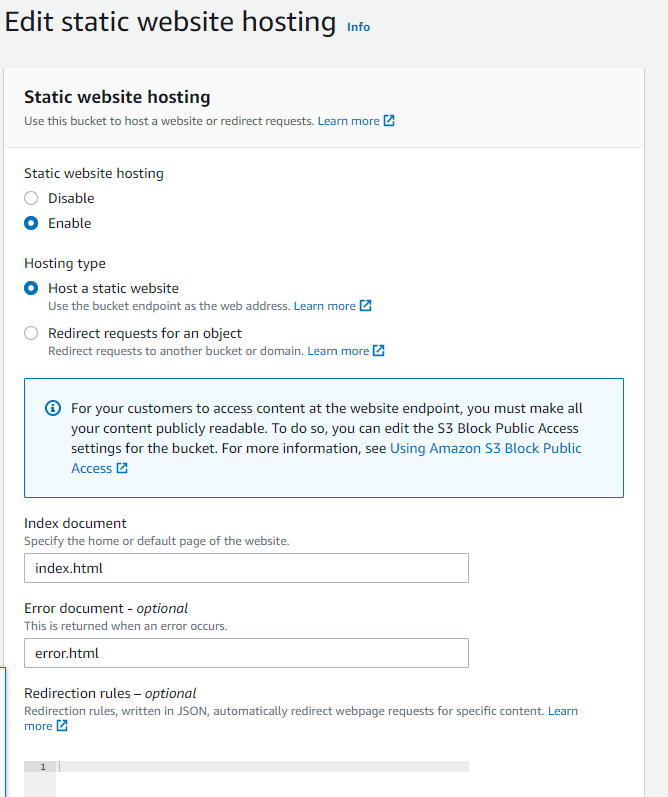 Edit static website hosting Info
Static website hosting
Use this bucket to host a website or redirect requests. Learn more
Static website hosting
Disable
Enable
Hosting type
Host a static website
Use the bucket endpoint as the web address. Learn more
Redirect requests for an object
Redirect requests to another bucket or domain. Learn more
For your customers to access content at the website endpoint, you must make all
your content publicly readable. To do so, you can edit the S3 Block Public Access
settings for the bucket. For more information, see Using Amazon S3 Block Public
Access
Index document
Specify the home or default page of the website.
index.html
Error document - optional
This is returned when an error occurs.
error.html
Redirection rules – optional
Redirection rules, written in JSON, automatically redirect webpage requests for specific content. Learn
more
1